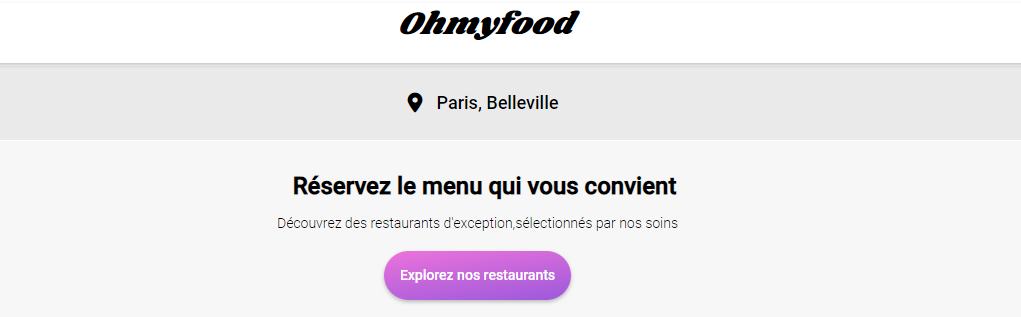 Ohmyfood
Paris, Belleville
Réservez le menu qui vous convient
Découvrez des restaurants d'exception,sélectionnés par nos soins
Explorez nos restaurants